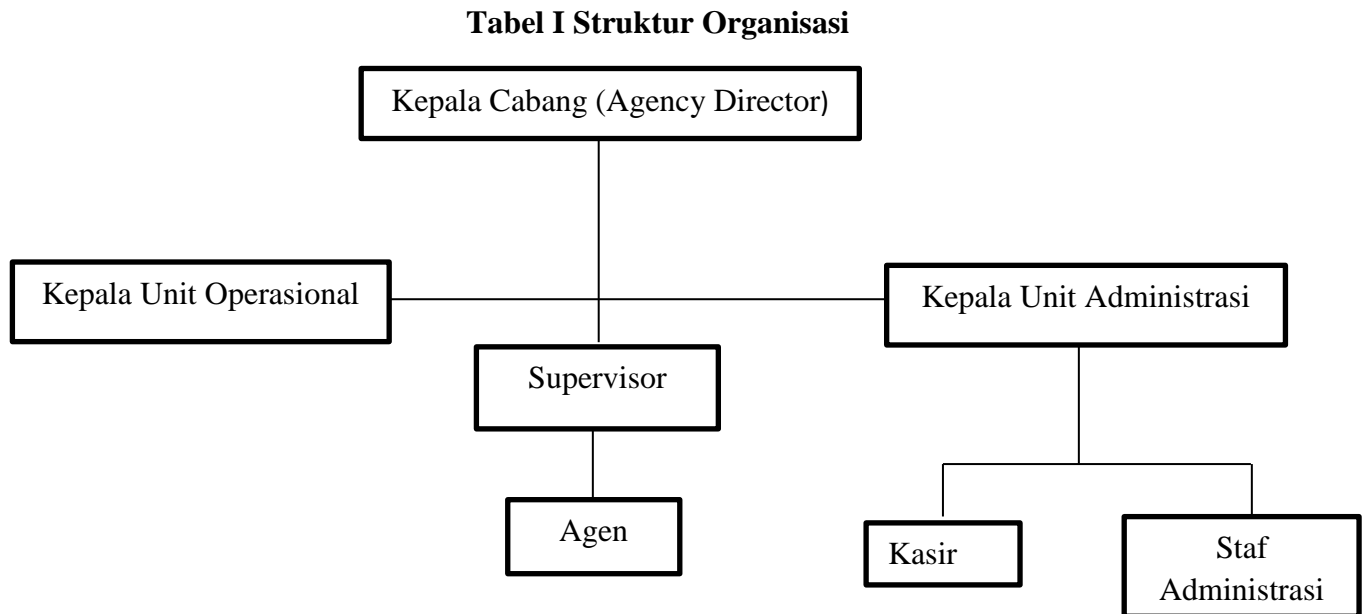 Tabel I Struktur Organisasi
Kepala Cabang (Agency Director)
Kepala Unit Operasional
Kepala Unit Administrasi
Supervisor
Agen
Kasir
Staf
Administrasi